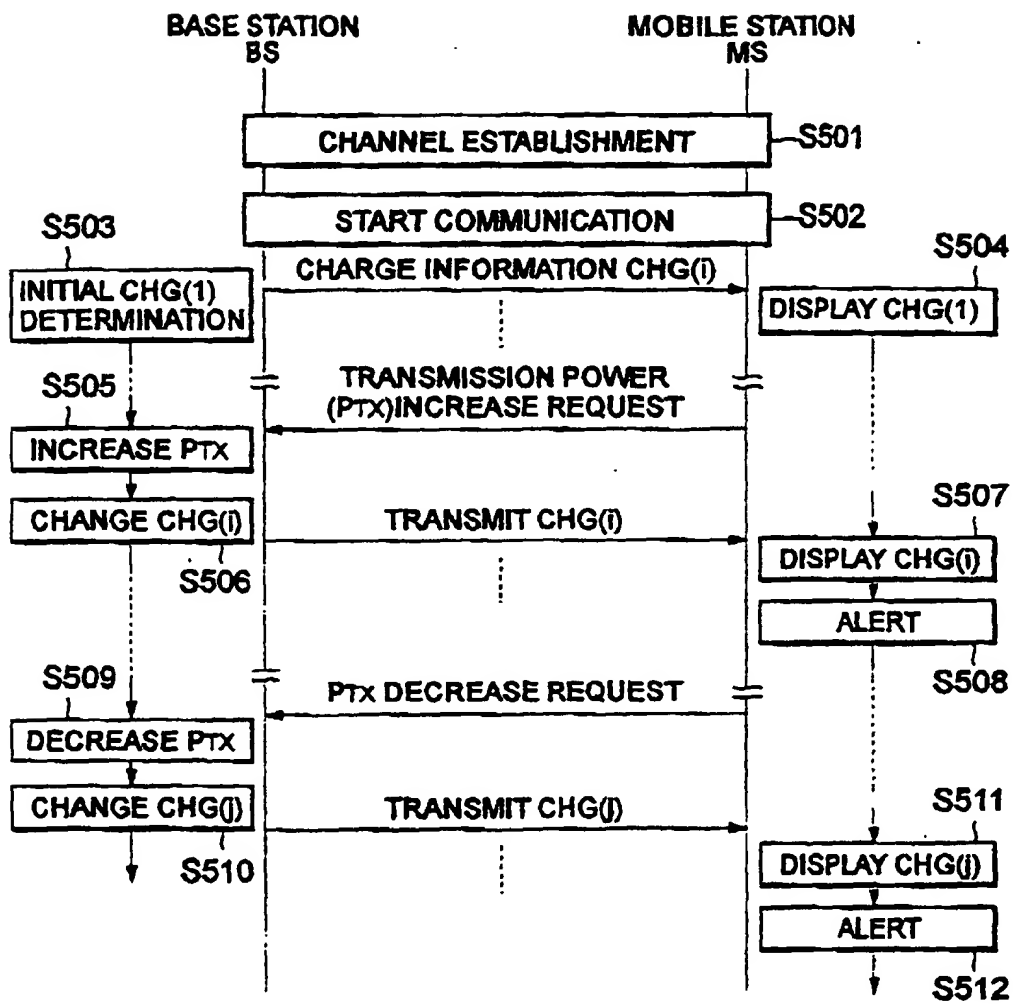 BASE STATION
BS
MOBILE STATION
MS
CHANNEL ESTABLISHMENT
S501
START COMMUNICATION
S502
S503
INITIAL CHG(1)
DETERMINATION
CHARGE INFORMATION CHG(i)
S504
DISPLAY CHG(1)
TRANSMISSION POWER
(PTX)INCREASE REQUEST
S505
INCREASE PTX
CHANGE CHG(i)
S506
TRANSMIT CHG(i)
S507
DISPLAY CHG(i)
ALERT
S508
PTX DECREASE REQUEST
S509
DECREASE PTX
CHANGE CHG(j)
S510
TRANSMIT CHG(j)
S511
DISPLAY CHG(j)
ALERT
S512